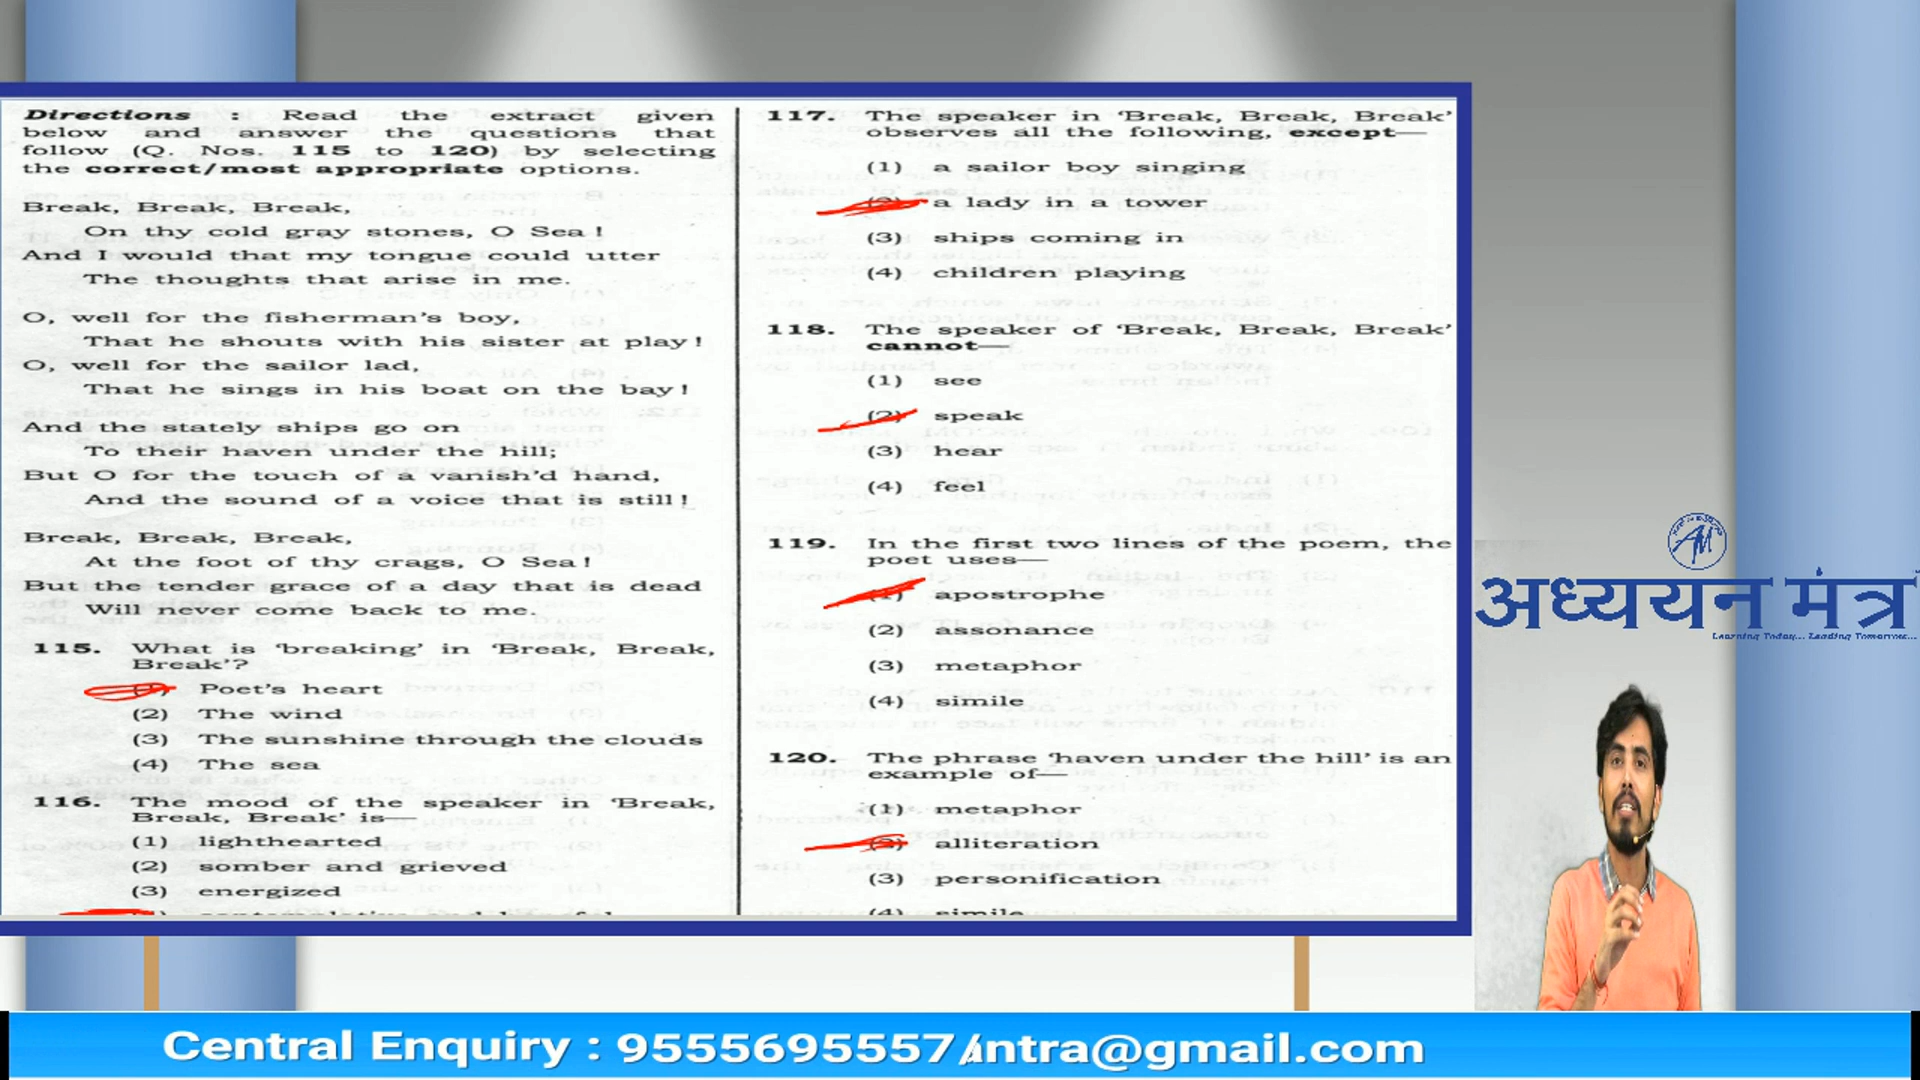 Directions : Read the extract given
below and answer the questions that
follow (Q. Nos. 115 to 120) by selecting
the correct/most appropriate options.
Break, Break, Break,
On thy cold gray stones, O Sea !
And I would that my tongue could utter
The thoughts that arise in me.
O, well for the fisherman's boy,
That he shouts with his sister at play !
O, well for the sailor lad,
That he sings in his boat on the bay !
And the stately ships go on
To their haven under the hill;
But O for the touch of a vanish'd hand,
And the sound of a voice that is still !
Break, Break, Break,
At the foot of thy crags, O Sea !
But the tender grace of a day that is dead
Will never come back to me.
115. What is 'breaking' in 'Break, Break,
Break'?
Poet's heart
(2) The wind
(3) The sunshine through the clouds
(4) The sea
116. The mood of the speaker in 'Break,
Break, Break' is—
(1) lighthearted
(2) somber and grieved
(3) energized
117. The speaker in 'Break, Break, Break'
observes all the following, except—
(1) a sailor boy singing
(2) a lady in a tower
(3) ships coming in
(4) children playing
118. The speaker of 'Break, Break, Break'
cannot—
(1) see
(2) speak
(3) hear
(4) feel
119. In the first two lines of the poem, the
poet uses—
(1) apostrophe
(2) assonance
(3) metaphor
(4) simile
120. The phrase 'haven under the hill' is an
example of—
(1) metaphor
(2) alliteration
(3) personification
(4) simile
AM
अध्ययन मंत्र
Learning Today... Leading Tomorrow...
Central Enquiry : 9555695557/ntra@gmail.com